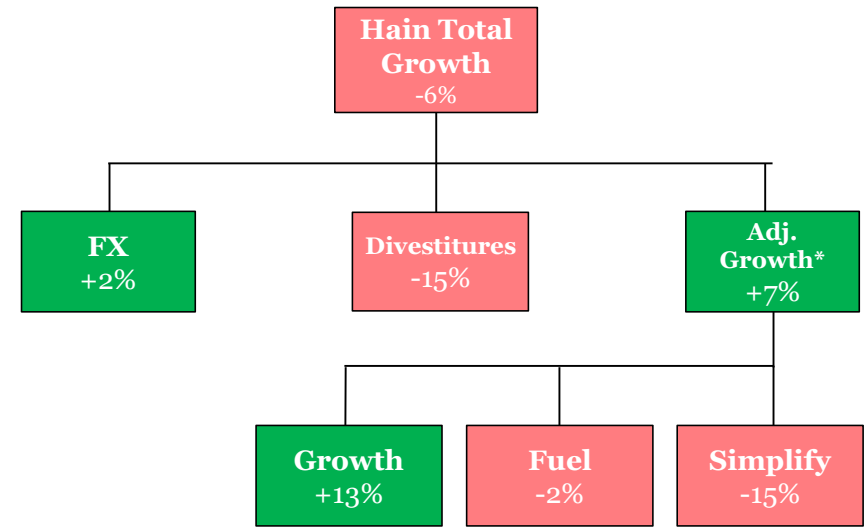 Hain Total
Growth
-6%
FX
+2%
Divestitures
-15%
Adj.
Growth*
+7%
Growth
+13%
Fuel
-2%
Simplify
-15%